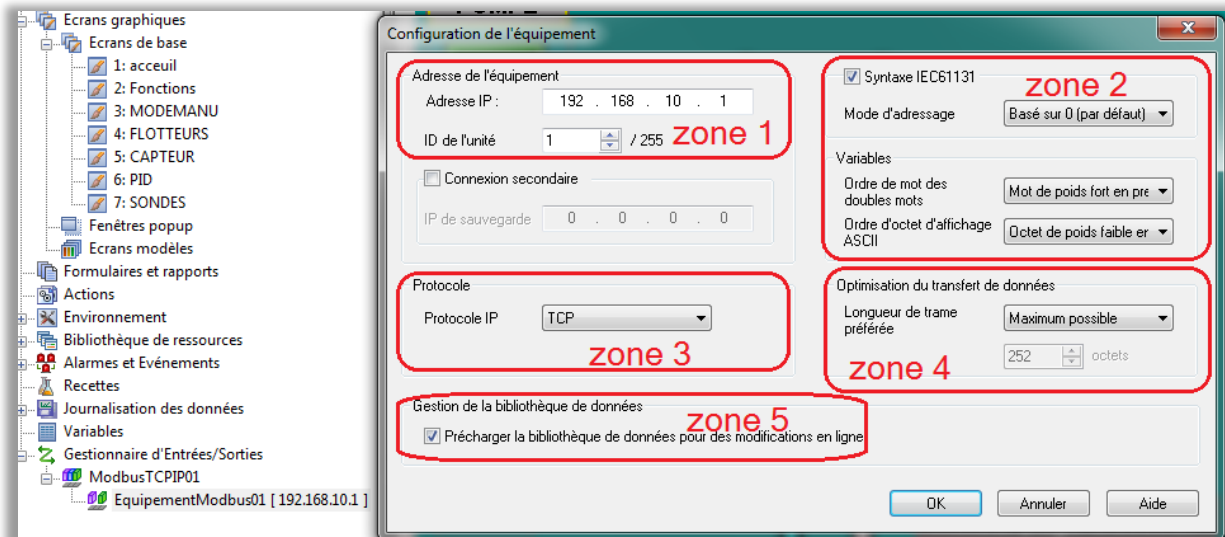 Ecrans graphiques
Ecrans de base
1: acceuil
2: Fonctions
3: MODEMANU
4: FLOTTEURS
5: CAPTEUR
6: PID
7: SONDES
Fenêtres popup
Ecrans modèles
Formulaires et rapports
Actions
Environnement
Bibliothèque de ressources
Alarmes et Evénements
Recettes
Journalisation des données
Variables
Gestionnaire d'Entrées/Sorties
ModbusTCPIP01
EquipementModbus01 [ 192.168.10.1 ]
Configuration de l'équipement
Adresse de l'équipement
Adresse IP : 192 . 168 . 10 . 1
ID de l'unité 1 / 255
zone 1
Connexion secondaire
IP de sauvegarde 0 . 0 . 0 . 0
Protocole
Protocole IP TCP
zone 3
Syntaxe IEC61131
zone 2
Mode d'adressage Basé sur 0 (par défaut)
Variables
Ordre de mot des
doubles mots Mot de poids fort en pre
Ordre d'octet d'affichage
ASCII Octet de poids faible er
Optimisation du transfert de données
Longueur de trame
préférée Maximum possible
252 octets
zone 4
Gestion de la bibliothèque de données
zone 5
Précharger la bibliothèque de données pour des modifications en ligne
OK Annuler Aide